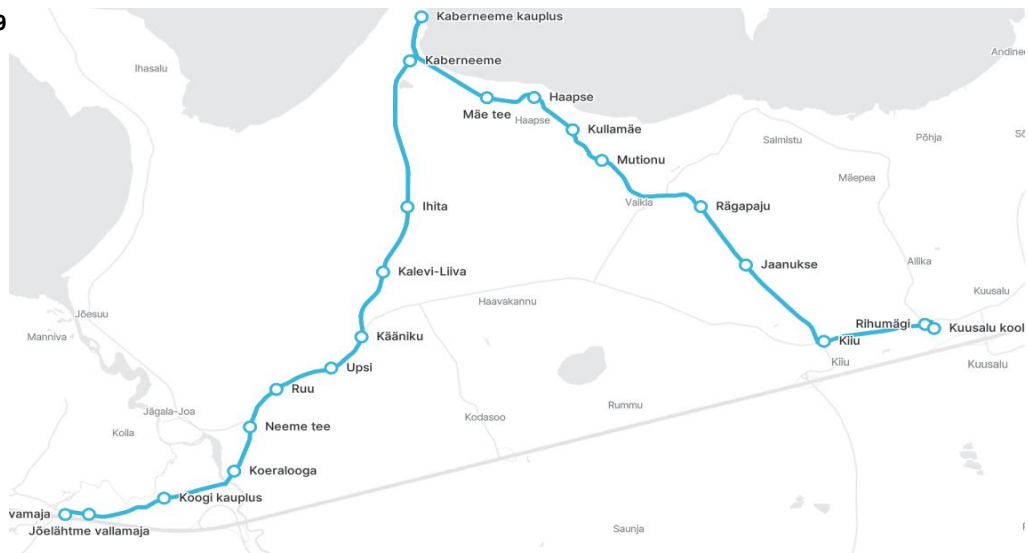 9
Kaberneeme kauplus
Ihasalu
Kaberneeme
Mäe tee
Haapse
Haapse
Kullamäe
Salmistu
Põhja
Mutionu
Mäepea
Valkla
Ihita
Rägapaju
Kalevi-Liiva
Jaanukse
Allika
Haavakannu
Kuusalu
Jõesuu
Manniva
Kääniku
Rihumägi
Kuusalu kool
Kiiu
Kiiu
Kuusalu
Upsi
Ruu
Rummu
Jägala-Joa
Kodasoo
Koila
Neeme tee
Koeralooga
Koogi kauplus
vamaja
Jõelähtme vallamaja
Saunja